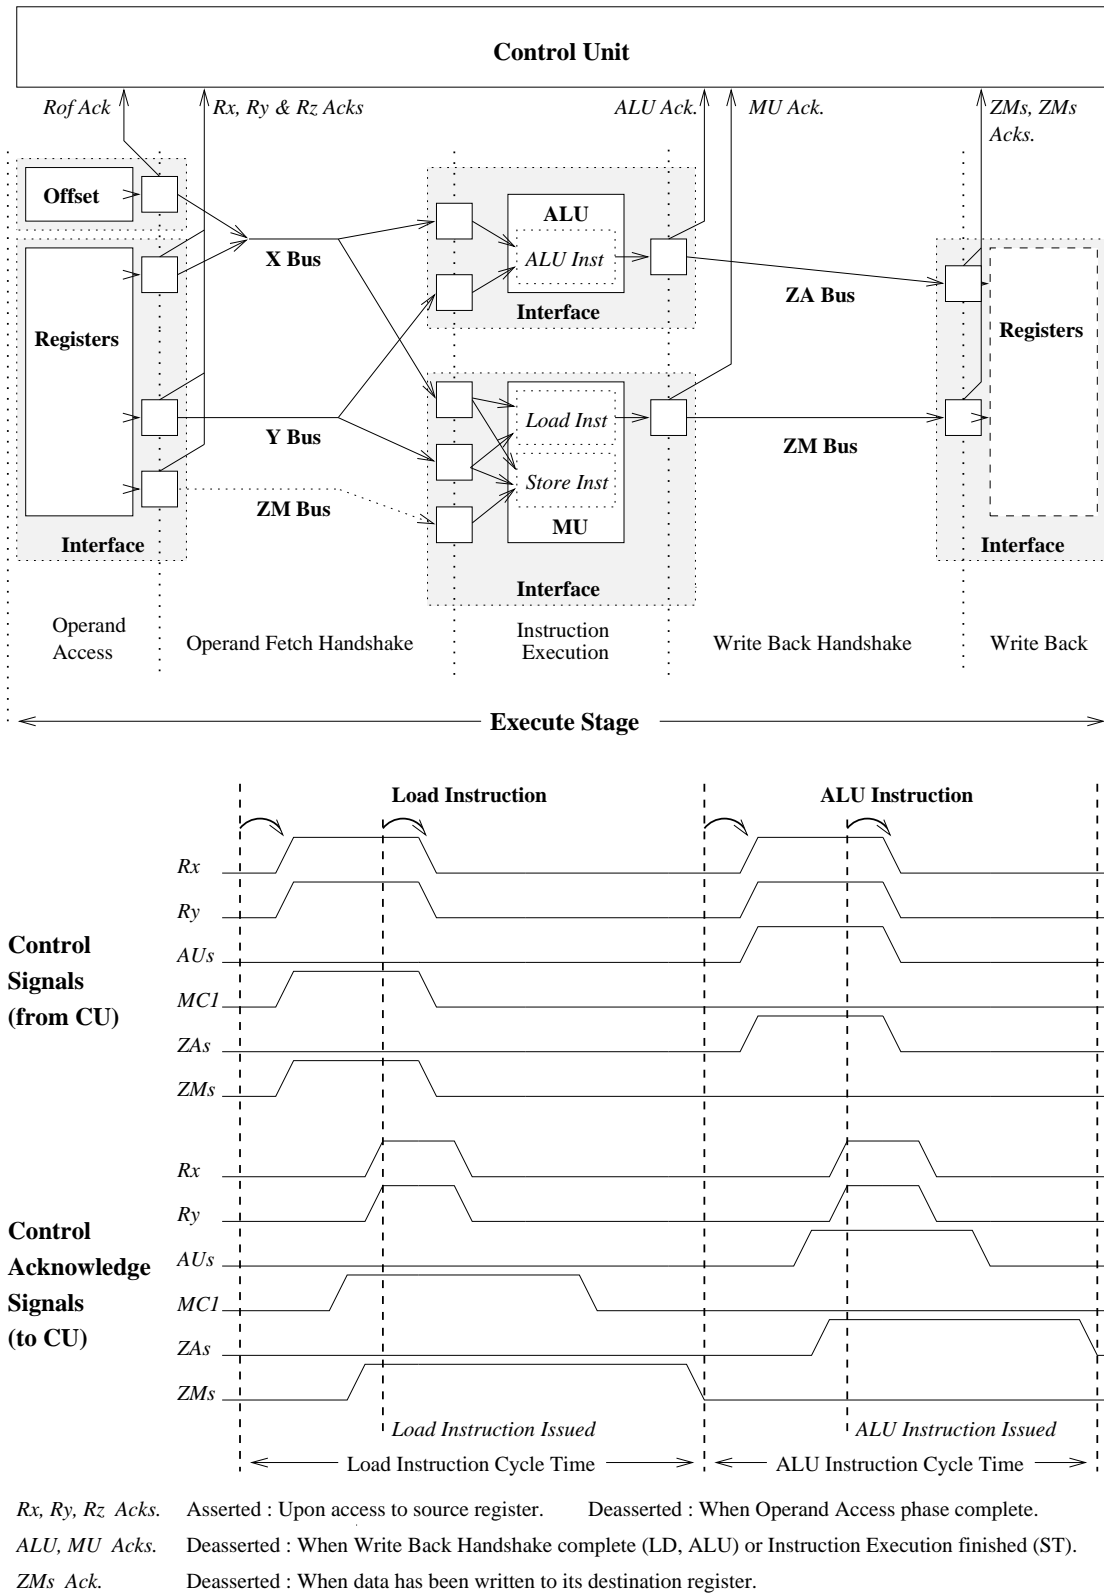 Control Unit
Rof Ack
Rx, Ry & Rz Acks
ALU Ack.
MU Ack.
ZMs, ZMs
Acks.
Offset
ALU
X Bus
ALU Inst
ZA Bus
Interface
Registers
Registers
Load Inst
Y Bus
ZM Bus
Store Inst
ZM Bus
MU
Interface
Interface
Interface
Operand
Access
Operand Fetch Handshake
Instruction
Execution
Write Back Handshake
Write Back
Execute Stage
Load Instruction
ALU Instruction
Control
Signals
(from CU)
Rx
Ry
AUs
MC1
ZAs
ZMs
Control
Acknowledge
Signals
(to CU)
Rx
Ry
AUs
MC1
ZAs
ZMs
Load Instruction Issued
ALU Instruction Issued
Load Instruction Cycle Time
ALU Instruction Cycle Time
Rx, Ry, Rz Acks. Asserted : Upon access to source register. Deasserted : When Operand Access phase complete.
ALU, MU Acks. Deasserted : When Write Back Handshake complete (LD, ALU) or Instruction Execution finished (ST).
ZMs Ack. Deasserted : When data has been written to its destination register.